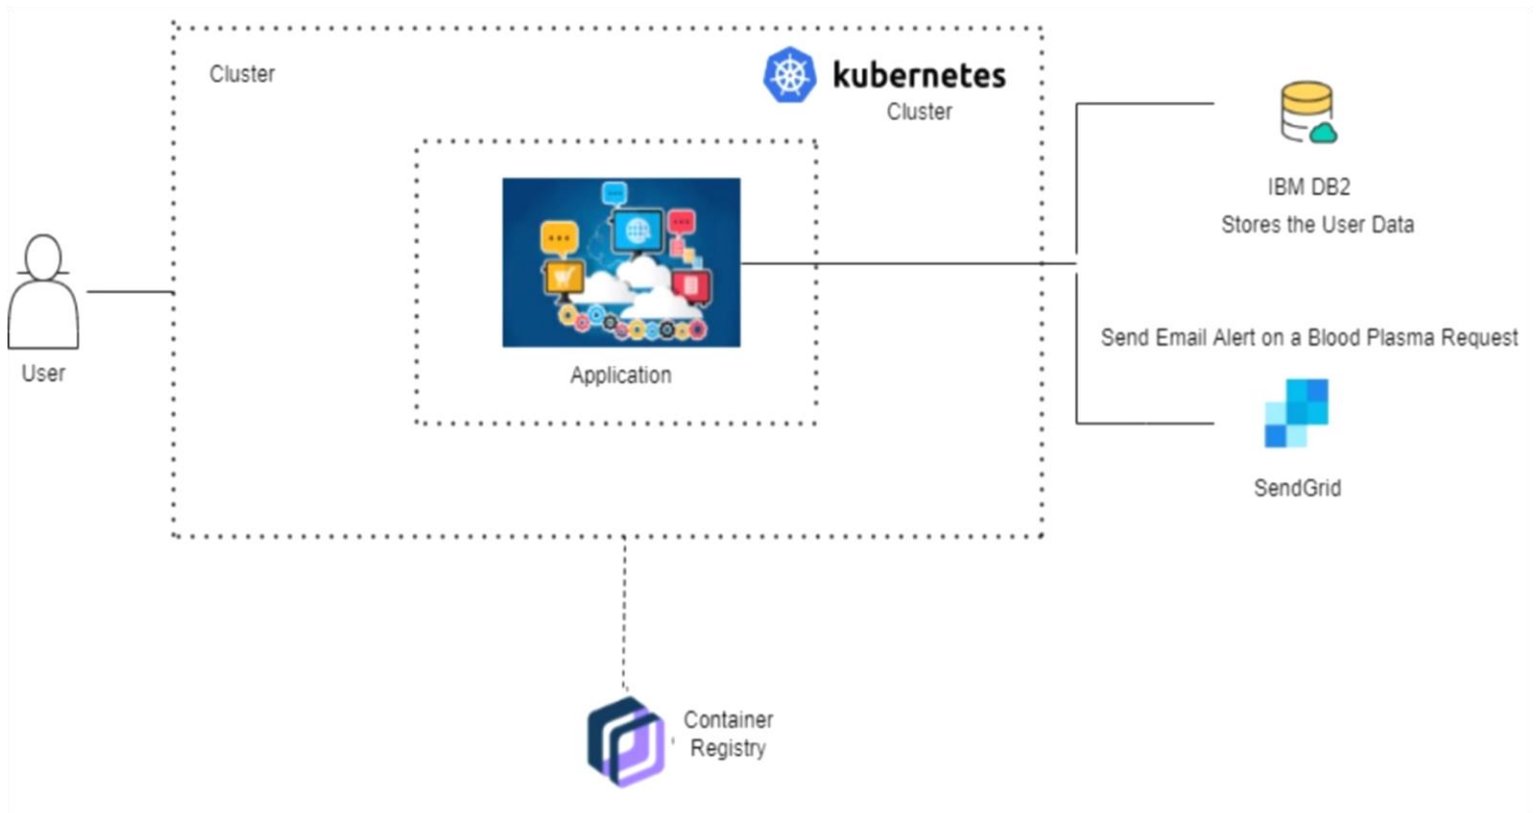 Cluster
kubernetes
Cluster
IBM DB2
Stores the User Data
Send Email Alert on a Blood Plasma Request
Application
User
SendGrid
Container
Registry